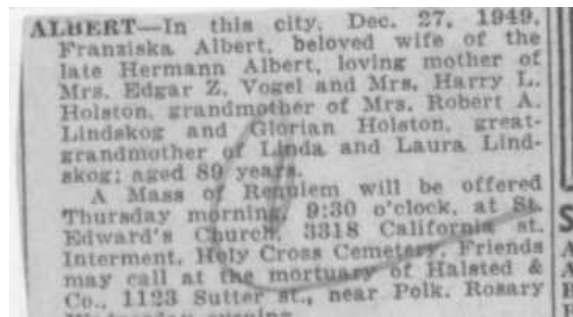 ALBERT—In this city, Dec. 27, 1949,
Franziska Albert, beloved wife of the
late Hermann Albert, loving mother of
Mrs. Edgar Z. Vogel and Mrs. Harry L.
Holston, grandmother of Mrs. Robert A.
Lindskog and Glorian Holston, great-
grandmother of Linda and Laura Lind-
skog; aged 89 years.
A Mass of Requiem will be offered
Thursday morning, 9:30 o'clock, at St.
Edward's Church, 3318 California st.
Interment, Holy Cross Cemetery. Friends
may call at the mortuary of Halsted &
Co., 1123 Sutter st., near Polk. Rosary
Wednesday evening.